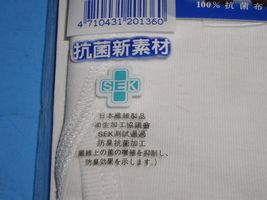 4 710431 201360
100%抗菌布
抗菌新素材
SEK
日本纖維製品
衛生加工協議會
SEK測試通過
防臭抗菌加工
(纖維上の菌の増殖を抑制し、
防臭効果を示します。)